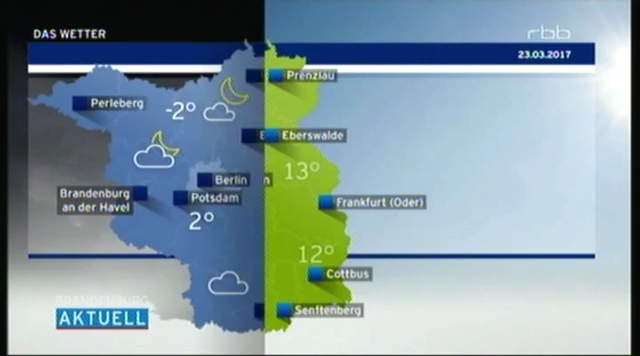 DAS WETTER
rbb
23.03.2017
Prenzlau
Perleberg
-2°
E Eberswalde
13°
Berlin n
Brandenburg
an der Havel
Potsdam
Frankfurt (Oder)
2°
12°
Cottbus
Senftenberg
BRANDENBURG
AKTUELL